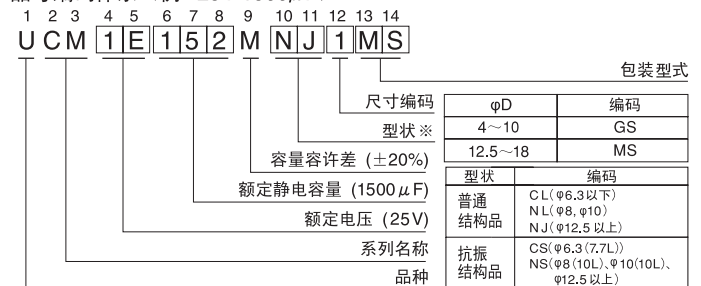 1 2 3 4 5 6 7 8 9 10 11 12 13 14
U C M 1 E 1 5 2 M N J 1 M S
包装型式
尺寸编码
型状※
容量容许差 (±20%)
额定静电容量 (1500μF)
额定电压 (25V)
系列名称
品种
φD 编码
4～10 GS
12.5～18 MS
型状 编码
普通
结构品
CL(φ6.3以下)
NL(φ8, φ10)
NJ(φ12.5以上)
抗振
结构品
CS(φ6.3(7.7L))
NS(φ8(10L)、φ10(10L)、
φ12.5以上)